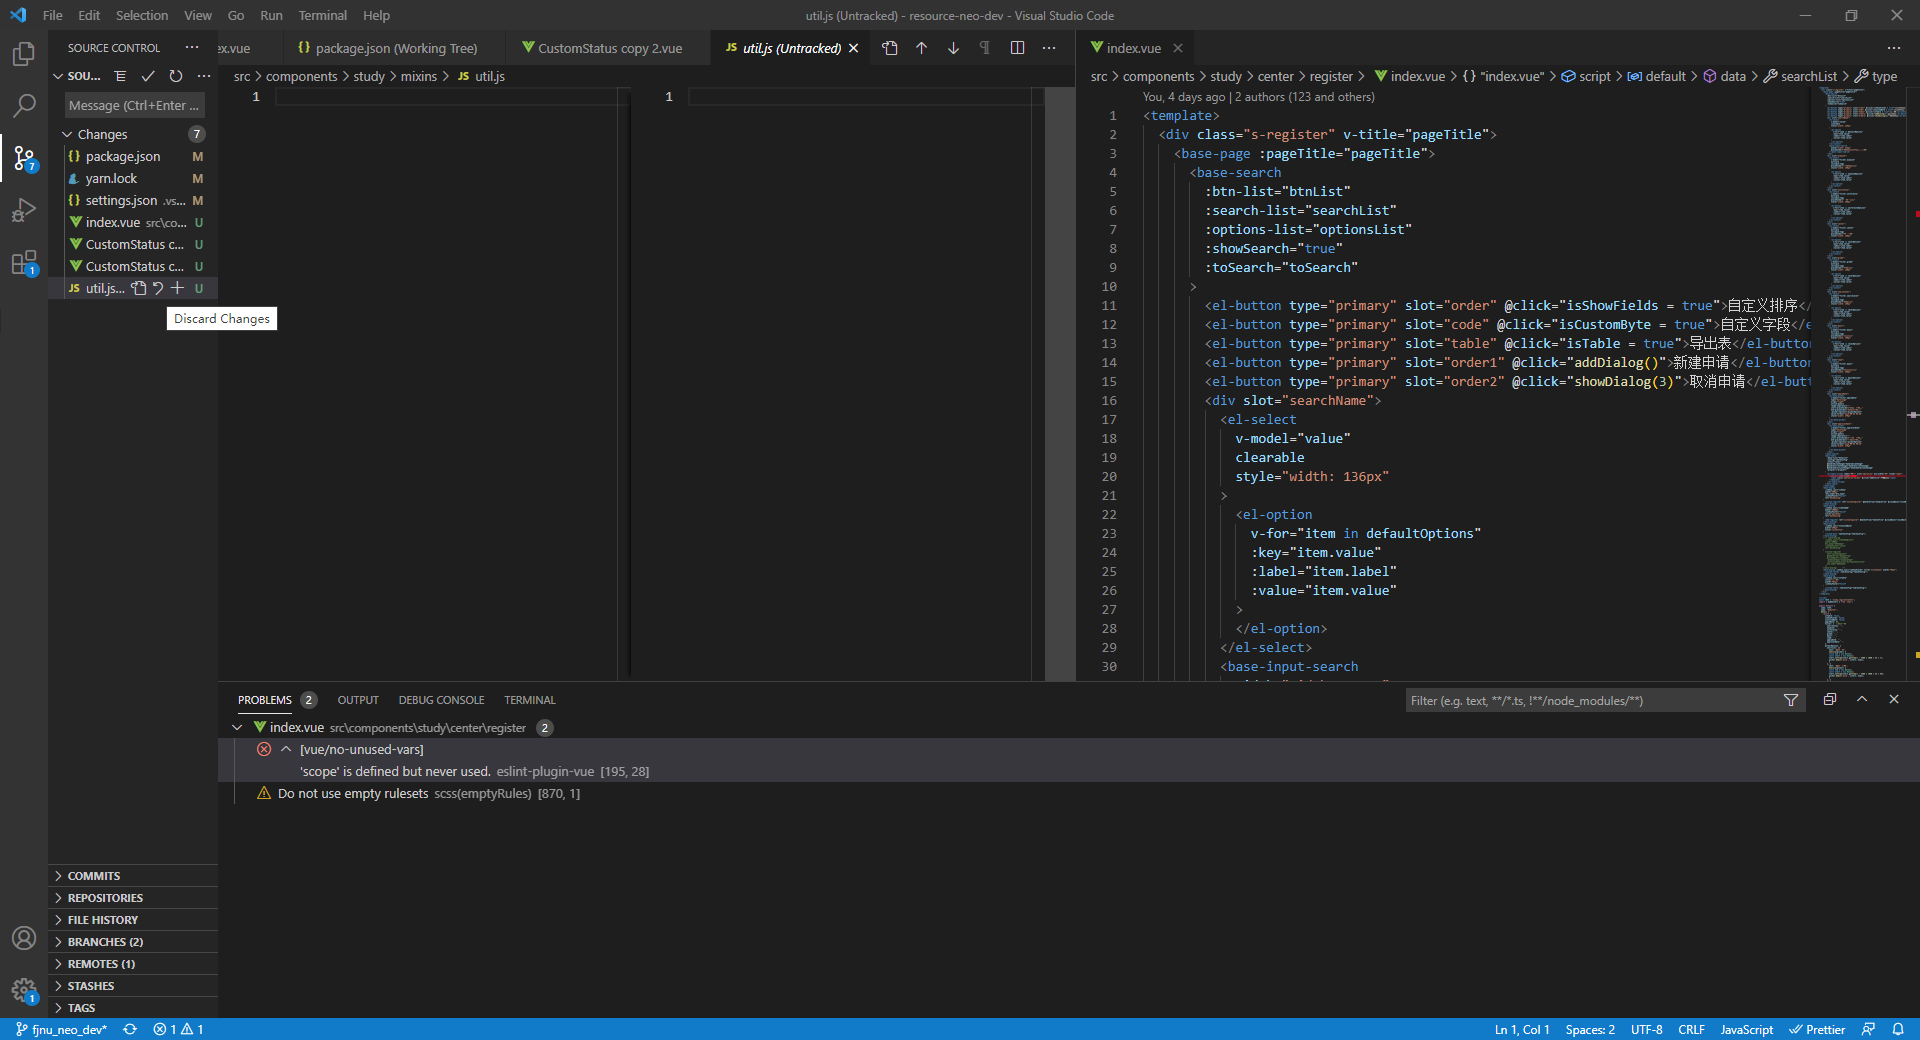 File Edit Selection View Go Run Terminal Help
util.js (Untracked) - resource-neo-dev - Visual Studio Code
SOURCE CONTROL ···
ex.vue {} package.json (Working Tree) CustomStatus copy 2.vue JS util.js (Untracked)
index.vue
SOU...
Message (Ctrl+Enter ...
Changes 7
{} package.json M
yarn.lock M
{} settings.json .vs... M
index.vue src\co... U
CustomStatus c... U
CustomStatus c... U
JS util.js... U
Discard Changes
7
1
src > components > study > mixins > JS util.js
1
1
src > components > study > center > register > index.vue > {} "index.vue" > script > default > data > searchList > type
You, 4 days ago | 2 authors (123 and others)
1 <template>
2 <div class="s-register" v-title="pageTitle">
3 <base-page :pageTitle="pageTitle">
4 <base-search
5 :btn-list="btnList"
6 :search-list="searchList"
7 :options-list="optionsList"
8 :showSearch="true"
9 :toSearch="toSearch"
10 >
11 <el-button type="primary" slot="order" @click="isShowFields = true">自定义排序</
12 <el-button type="primary" slot="code" @click="isCustomByte = true">自定义字段</e
13 <el-button type="primary" slot="table" @click="isTable = true">导出表</el-button
14 <el-button type="primary" slot="order1" @click="addDialog()">新建申请</el-button
15 <el-button type="primary" slot="order2" @click="showDialog(3)">取消申请</el-butt
16 <div slot="searchName">
17 <el-select
18 v-model="value"
19 clearable
20 style="width: 136px"
21 >
22 <el-option
23 v-for="item in defaultOptions"
24 :key="item.value"
25 :label="item.label"
26 :value="item.value"
27 >
28 </el-option>
29 </el-select>
30 <base-input-search
PROBLEMS 2 OUTPUT DEBUG CONSOLE TERMINAL
Filter (e.g. text, **/*.ts, !**/node_modules/**)
index.vue src\components\study\center\register 2
[vue/no-unused-vars]
'scope' is defined but never used. eslint-plugin-vue [195, 28]
Do not use empty rulesets scss(emptyRules) [870, 1]
COMMITS
REPOSITORIES
FILE HISTORY
BRANCHES (2)
REMOTES (1)
STASHES
TAGS
1
fjnu_neo_dev* 1 1
Ln 1, Col 1 Spaces: 2 UTF-8 CRLF JavaScript Prettier